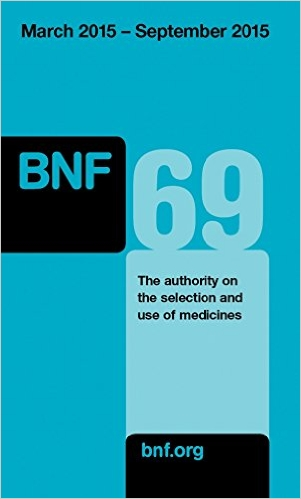 March 2015 – September 2015
BNF
69
The authority on
the selection and
use of medicines
bnf.org